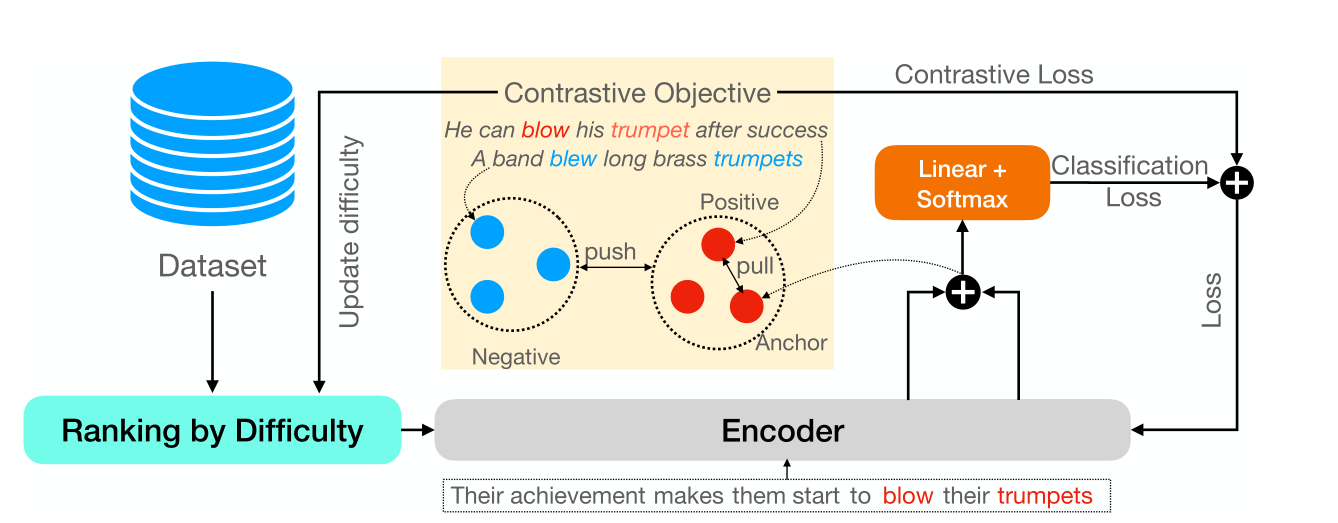 Contrastive Loss
Contrastive Objective
He can blow his trumpet after success
A band blew long brass trumpets
Linear +
Softmax
Classification
Loss
Positive
push
pull
Dataset
Update difficulty
Loss
Anchor
Negative
Ranking by Difficulty
Encoder
Their achievement makes them start to blow their trumpets